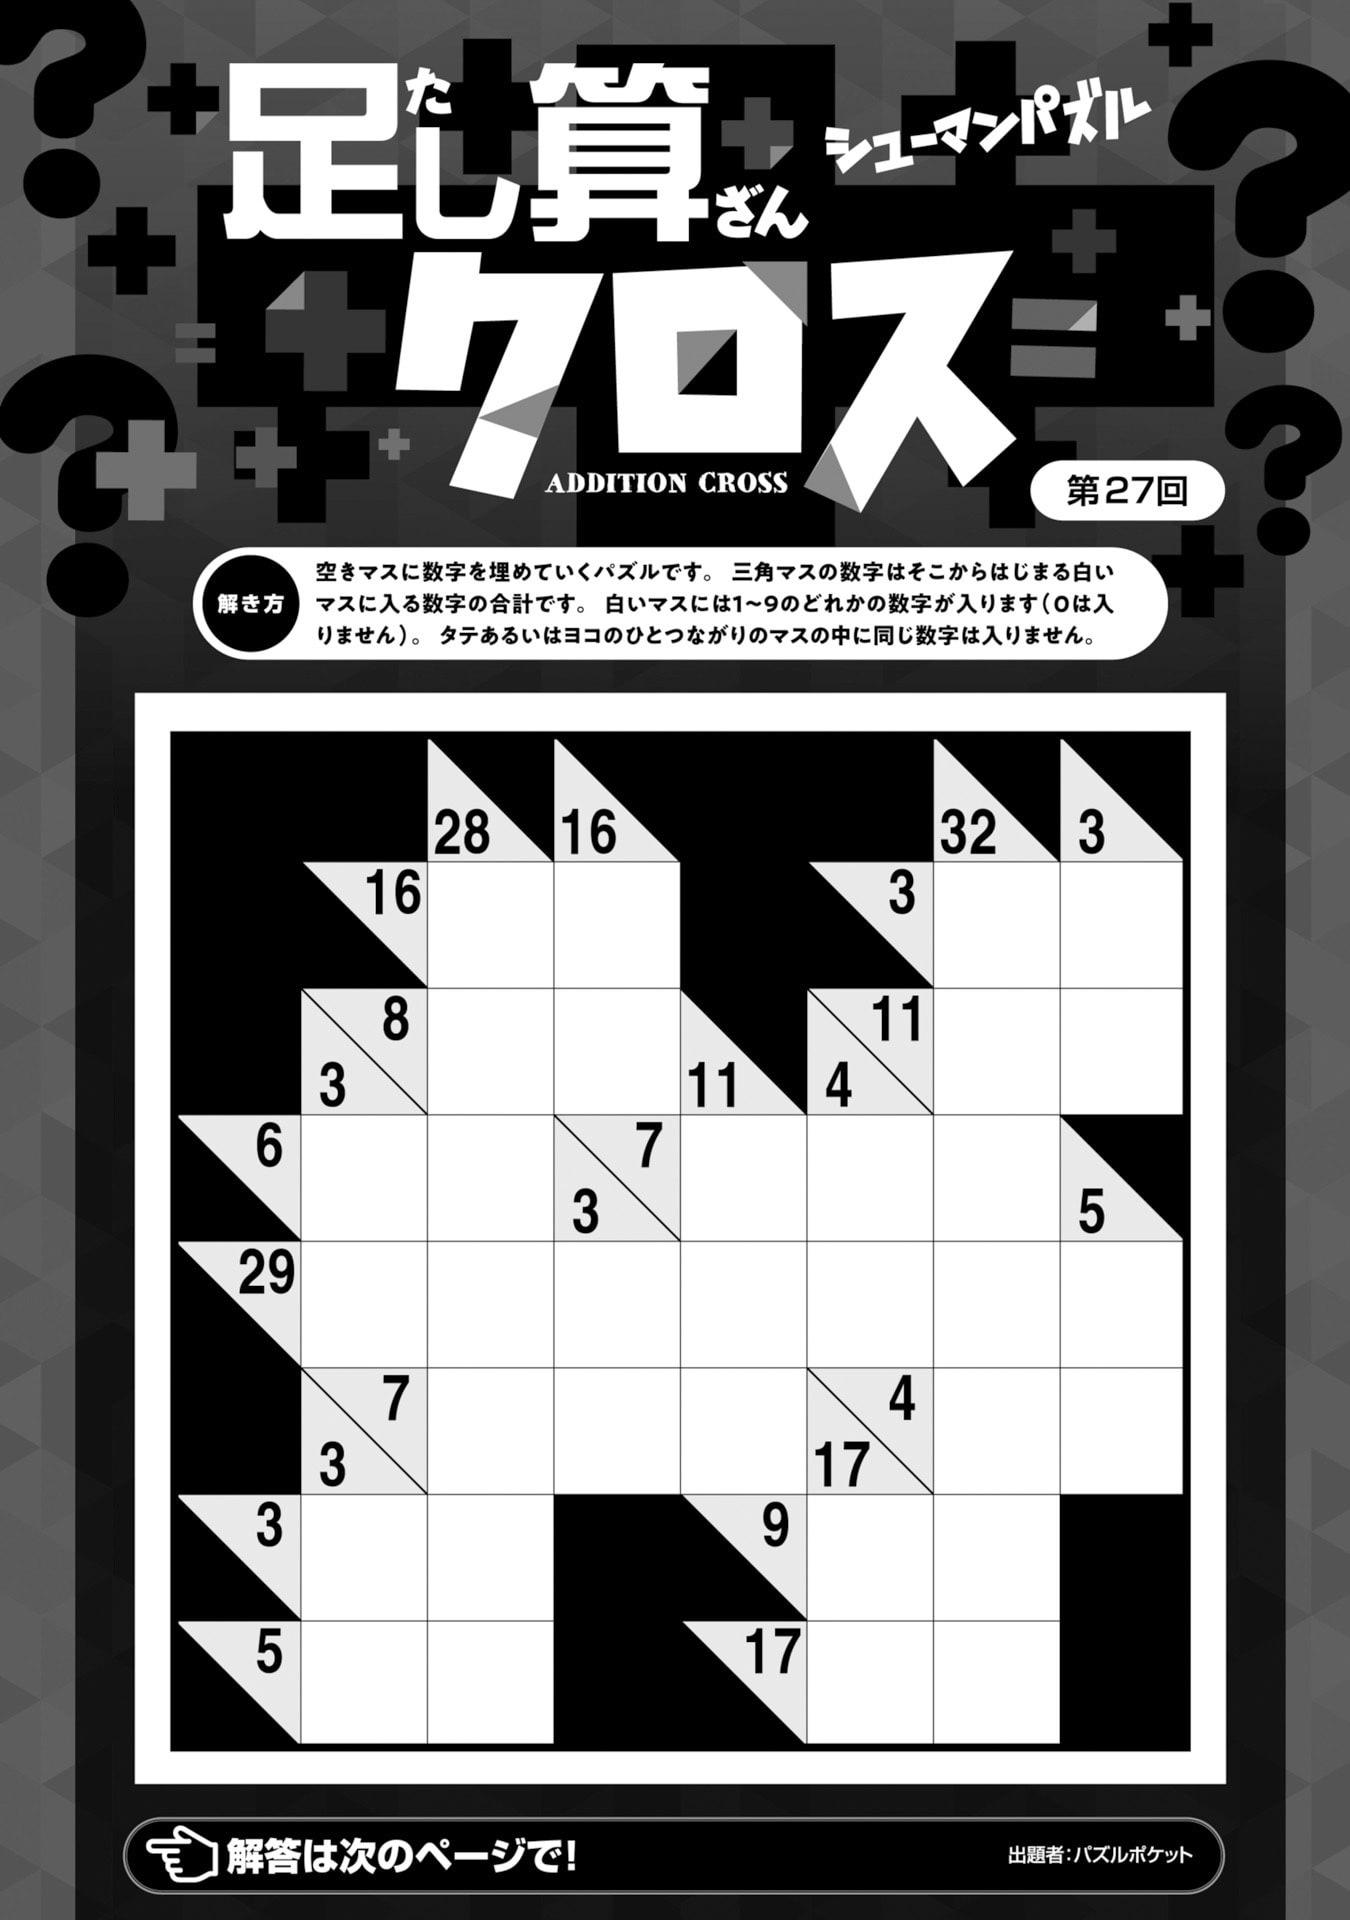 足し算
たざん
シューマンパズル
クロス
ADDITION CROSS
第27回
解き方
空きマスに数字を埋めていくパズルです。 三角マスの数字はそこからはじまる白い
マスに入る数字の合計です。 白いマスには1〜9のどれかの数字が入ります(0は入
りません)。 タテあるいはヨコのひとつながりのマスの中に同じ数字は入りません。
28 16 32 3
16 3
8 3 11 11 4
6 7 3 5
29
7 3 4 17
3 9
5 17
解答は次のページで!
出題者:パズルポケット